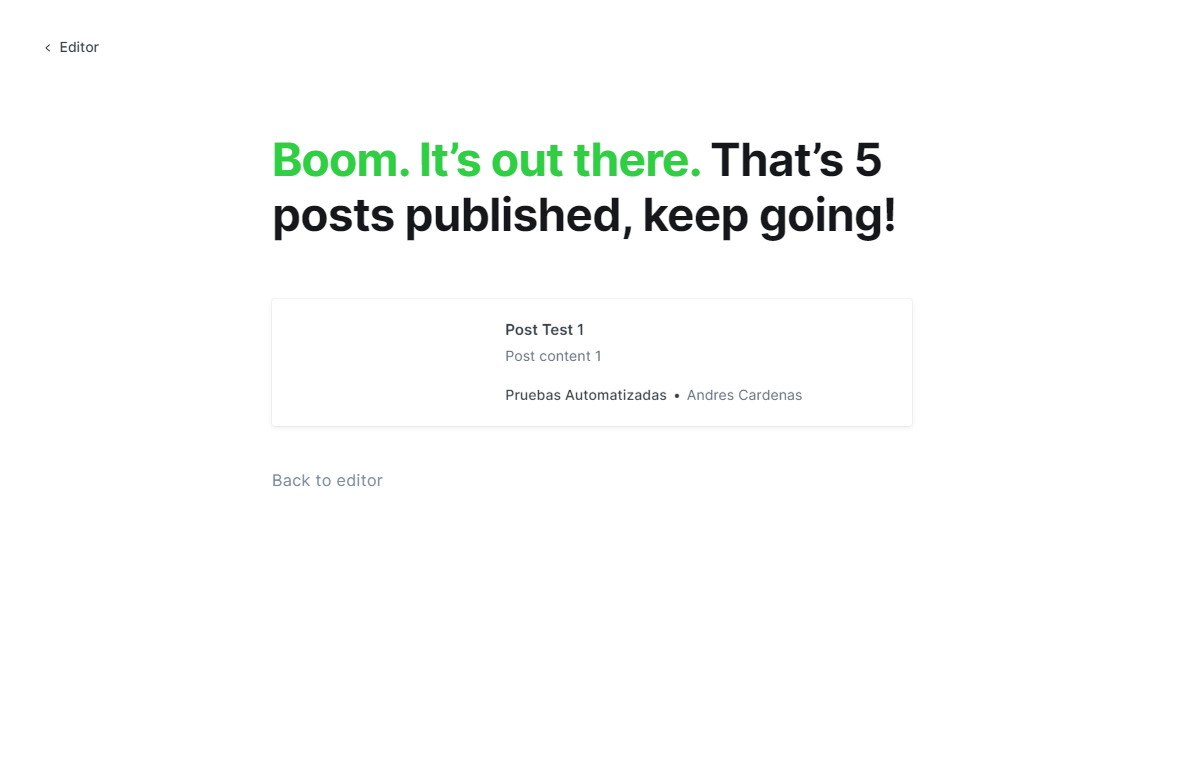 Editor
Boom. It’s out there. That’s 5
posts published, keep going!
Post Test 1
Post content 1
Pruebas Automatizadas • Andres Cardenas
Back to editor